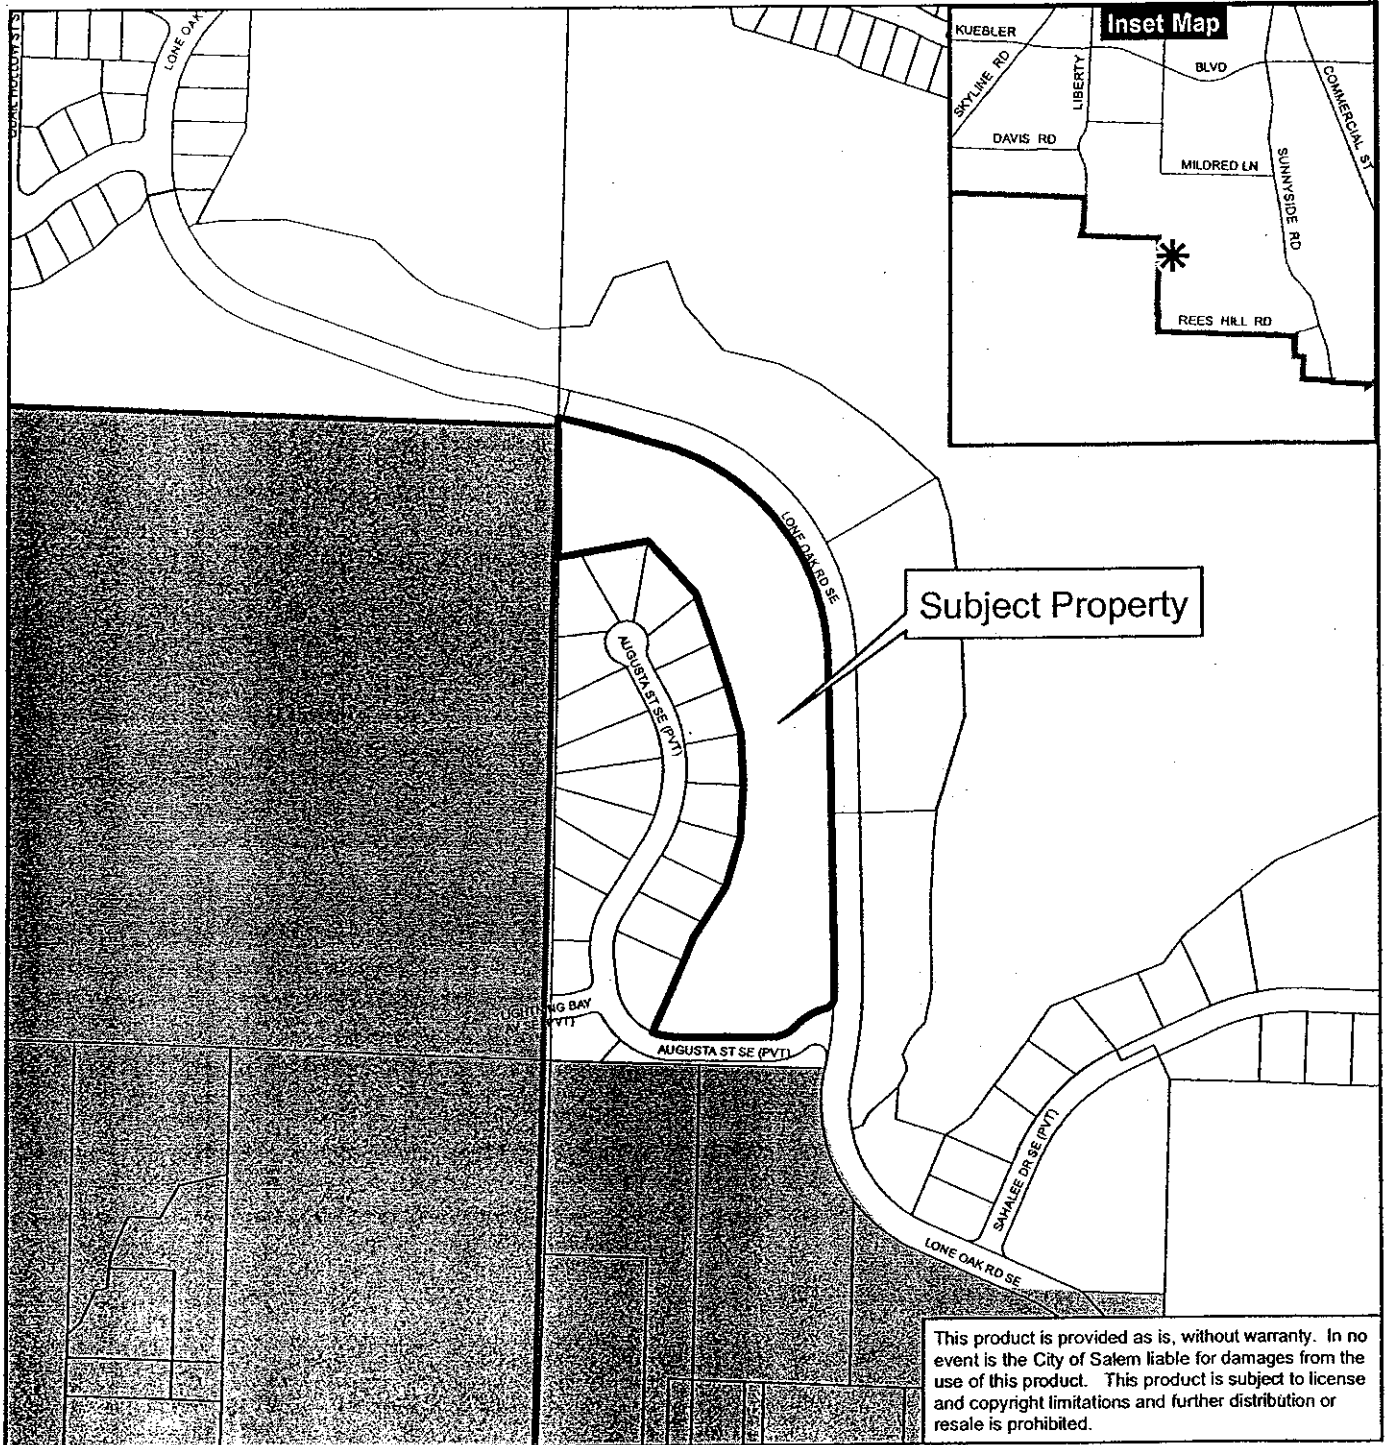 Inset Map
KUEBLER
BLVD
SKYLINE RD
LIBERTY
COMMERCIAL ST
DAVIS RD
MILDRED LN
SUNNYSIDE RD
REES HILL RD
QUAIL HOLLOW ST S
LONE OAK
LONE OAK RD SE
Subject Property
AUGUSTA ST SE (PVT)
AUGUSTA ST SE (PVT)
SAHALEE DR SE (PVT)
LONE OAK RD SE
This product is provided as is, without warranty. In no
event is the City of Salem liable for damages from the
use of this product. This product is subject to license
and copyright limitations and further distribution or
resale is prohibited.